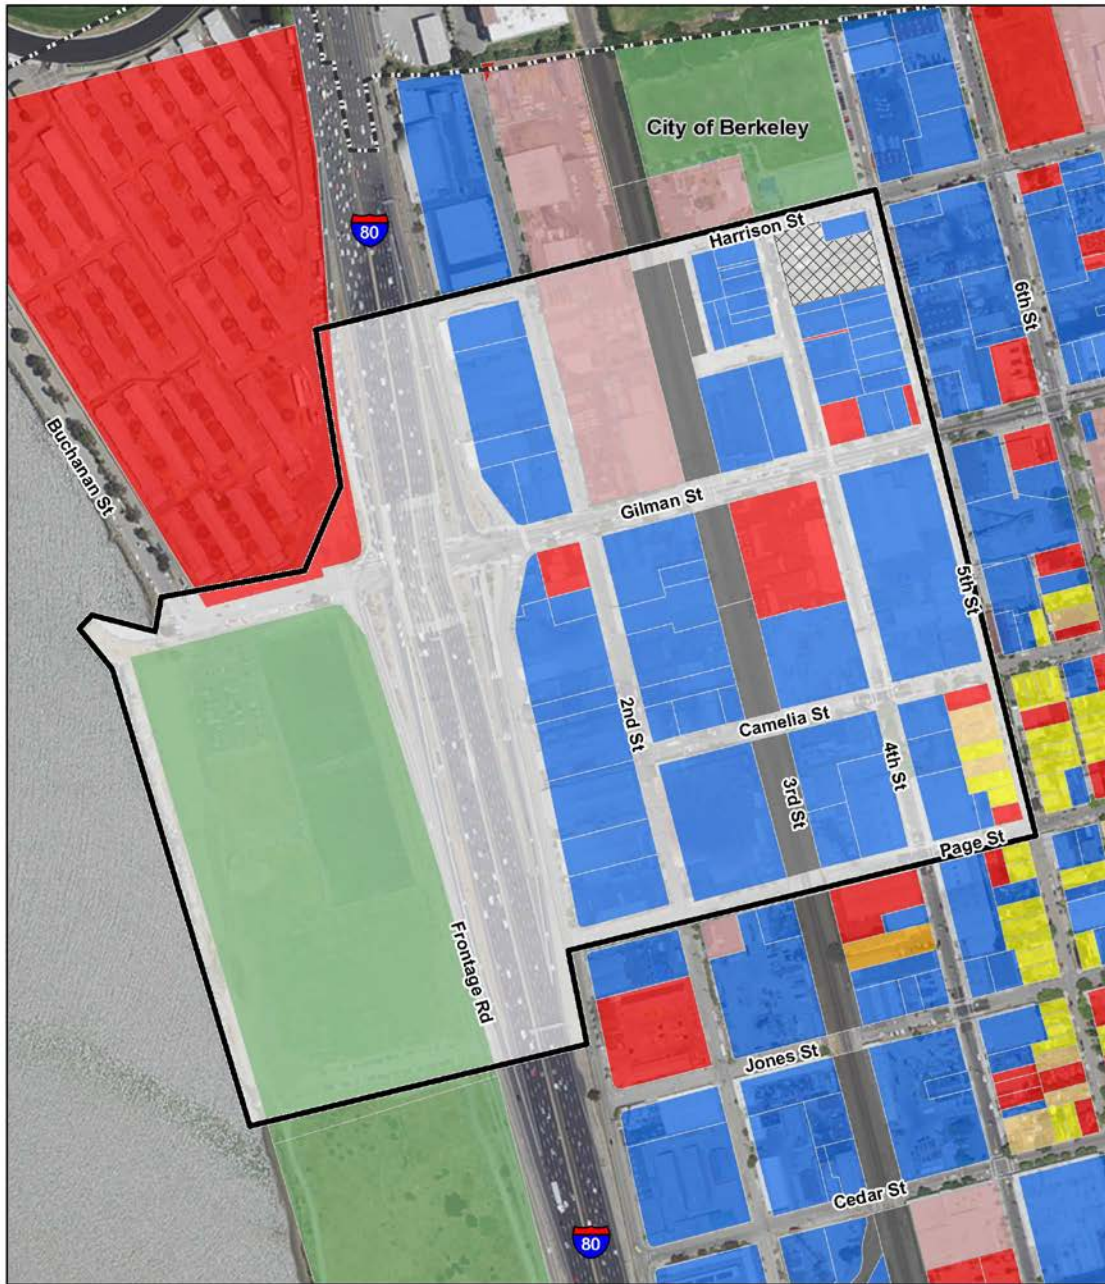 City of Berkeley
80
Harrison St
6th St
Buchanan St
Gilman St
5th St
2nd St
Camelia St
4th St
3rd St
Page St
Frontage Rd
Jones St
Cedar St
80